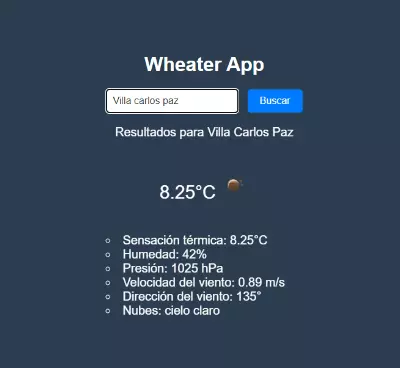 Wheater App
Villa carlos paz
Buscar
Resultados para Villa Carlos Paz
8.25°C
Sensación térmica: 8.25°C
Humedad: 42%
Presión: 1025 hPa
Velocidad del viento: 0.89 m/s
Dirección del viento: 135°
Nubes: cielo claro